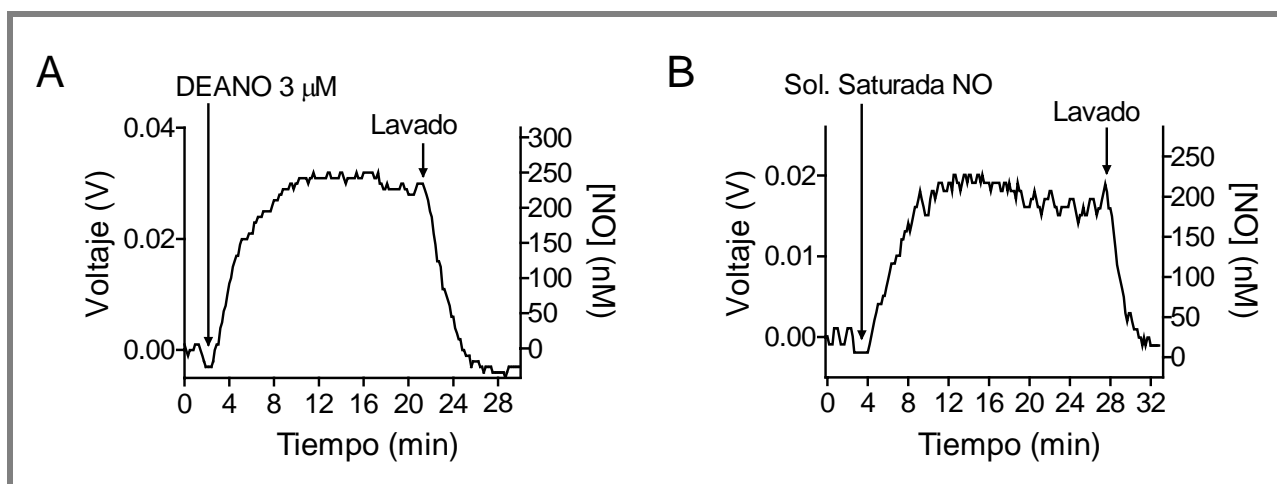 A
DEANO 3 μM
Lavado
0.04
0.02
0.00
Voltaje (V)
300
250
200
150
100
50
0
[NO] (nM)
0 4 8 12 16 20 24 28
Tiempo (min)
B
Sol. Saturada NO
Lavado
0.02
0.01
0.00
Voltaje (V)
250
200
150
100
50
0
[NO] (nM)
0 4 8 12 16 20 24 28 32
Tiempo (min)